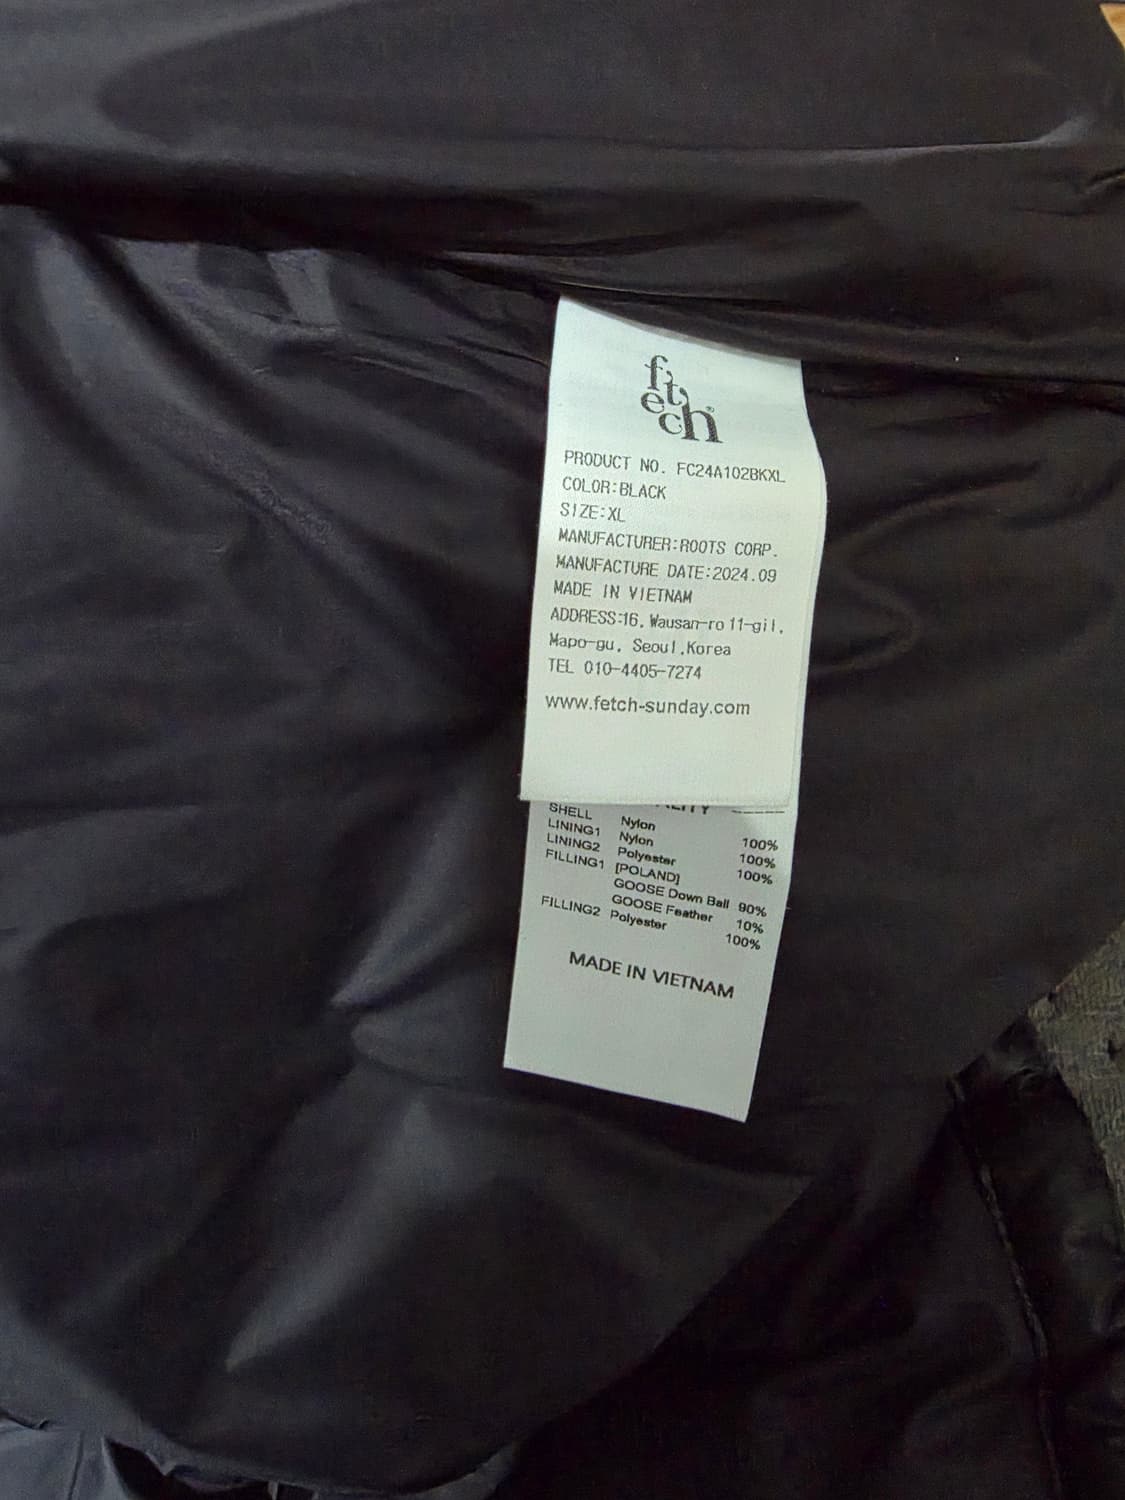 fetch®
PRODUCT NO. FC24A102BKXL
COLOR:BLACK
SIZE:XL
MANUFACTURER:ROOTS CORP.
MANUFACTURE DATE:2024.09
MADE IN VIETNAM
ADDRESS:16, Wausan-ro 11-gil,
Mapo-gu, Seoul,Korea
TEL 010-4405-7274
www.fetch-sunday.com
SHELL Nylon 100%
LINING1 Nylon 100%
LINING2 Polyester 100%
FILLING1 [POLAND]
GOOSE Down Ball 90%
GOOSE Feather 10%
FILLING2 Polyester 100%
MADE IN VIETNAM